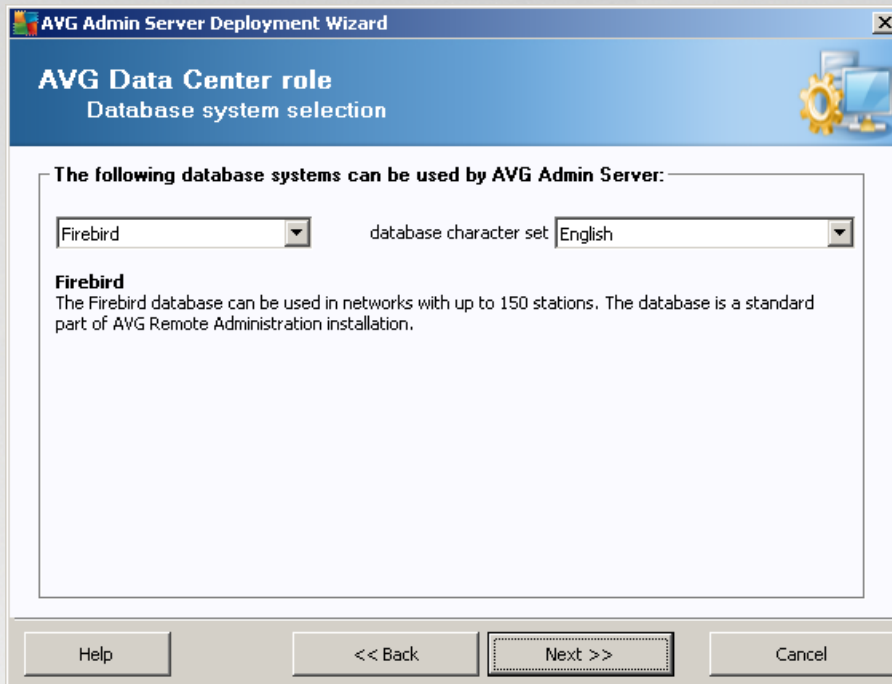 AVG Admin Server Deployment Wizard
AVG Data Center role
Database system selection
The following database systems can be used by AVG Admin Server:
Firebird
database character set English
Firebird
The Firebird database can be used in networks with up to 150 stations. The database is a standard
part of AVG Remote Administration installation.
Help
<< Back
Next >>
Cancel